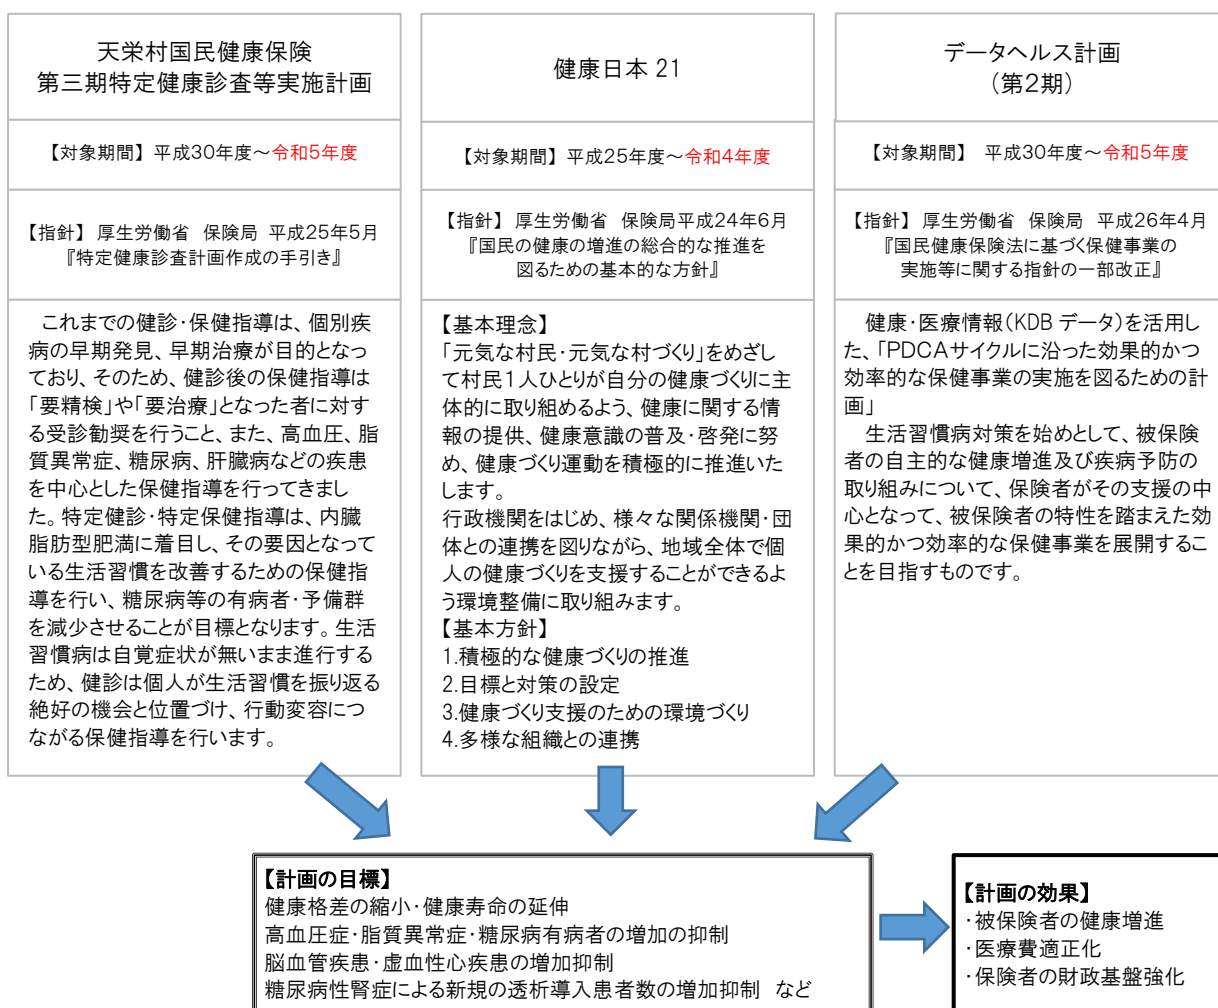 天栄村国民健康保険
第三期特定健康診査等実施計画
【対象期間】平成30年度～令和5年度
【指針】 厚生労働省 保険局 平成25年5月
『特定健康診査計画作成の手引き』
これまでの健診・保健指導は、個別疾
病の早期発見、早期治療が目的となっ
ており、そのため、健診後の保健指導は
「要精検」や「要治療」となった者に対す
る受診勧奨を行うこと、また、高血圧、脂
質異常症、糖尿病、肝臓病などの疾患
を中心とした保健指導を行ってきまし
た。特定健診・特定保健指導は、内臓
脂肪型肥満に着目し、その要因となって
いる生活習慣を改善するための保健指
導を行い、糖尿病等の有病者・予備群
を減少させることが目標となります。生活
習慣病は自覚症状が無いまま進行する
ため、健診は個人が生活習慣を振り返る
絶好の機会と位置づけ、行動変容につ
ながる保健指導を行います。
健康日本 21
【対象期間】平成25年度～令和4年度
【指針】 厚生労働省 保険局平成24年6月
『国民の健康の増進の総合的な推進を
図るための基本的な方針』
【基本理念】
「元気な村民・元気な村づくり」をめざし
て村民1人ひとりが自分の健康づくりに主
体的に取り組めるよう、健康に関する情
報の提供、健康意識の普及・啓発に努
め、健康づくり運動を積極的に推進いた
します。
行政機関をはじめ、様々な関係機関・団
体との連携を図りながら、地域全体で個
人の健康づくりを支援することができるよ
う環境整備に取り組みます。
【基本方針】
1.積極的な健康づくりの推進
2.目標と対策の設定
3.健康づくり支援のための環境づくり
4.多様な組織との連携
データヘルス計画
（第2期）
【対象期間】 平成30年度～令和5年度
【指針】 厚生労働省 保険局 平成26年4月
『国民健康保険法に基づく保健事業の
実施等に関する指針の一部改正』
健康・医療情報（KDB データ）を活用し
た、「PDCAサイクルに沿った効果的かつ
効率的な保健事業の実施を図るための計
画」
生活習慣病対策を始めとして、被保険
者の自主的な健康増進及び疾病予防の
取り組みについて、保険者がその支援の中
心となって、被保険者の特性を踏まえた効
果的かつ効率的な保健事業を展開するこ
とを目指すものです。
【計画の目標】
健康格差の縮小・健康寿命の延伸
高血圧症・脂質異常症・糖尿病有病者の増加の抑制
脳血管疾患・虚血性心疾患の増加抑制
糖尿病性腎症による新規の透析導入患者数の増加抑制 など
【計画の効果】
・被保険者の健康増進
・医療費適正化
・保険者の財政基盤強化